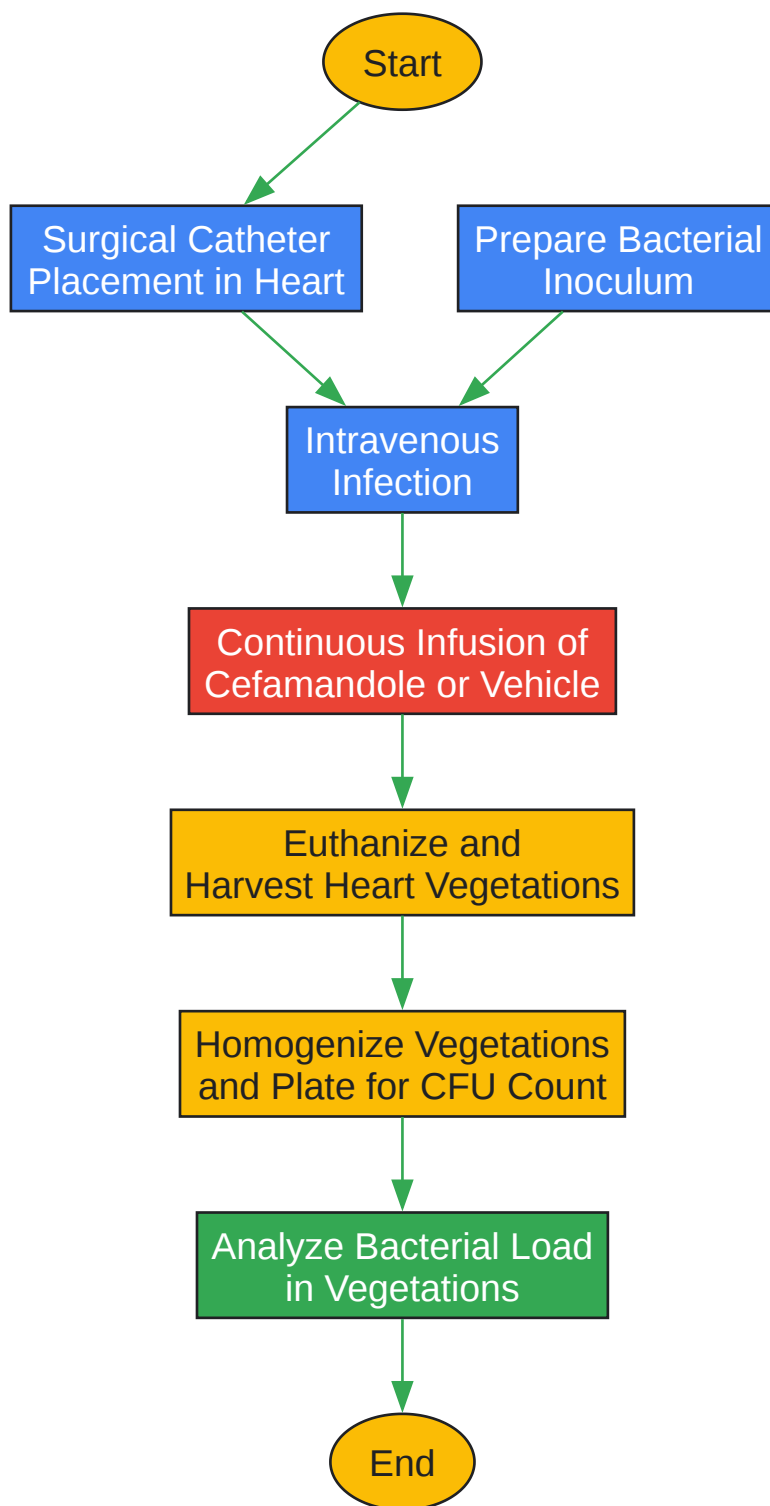 Start
Surgical Catheter
Placement in Heart
Prepare Bacterial
Inoculum
Intravenous
Infection
Continuous Infusion of
Cefamandole or Vehicle
Euthanize and
Harvest Heart Vegetations
Homogenize Vegetations
and Plate for CFU Count
Analyze Bacterial Load
in Vegetations
End